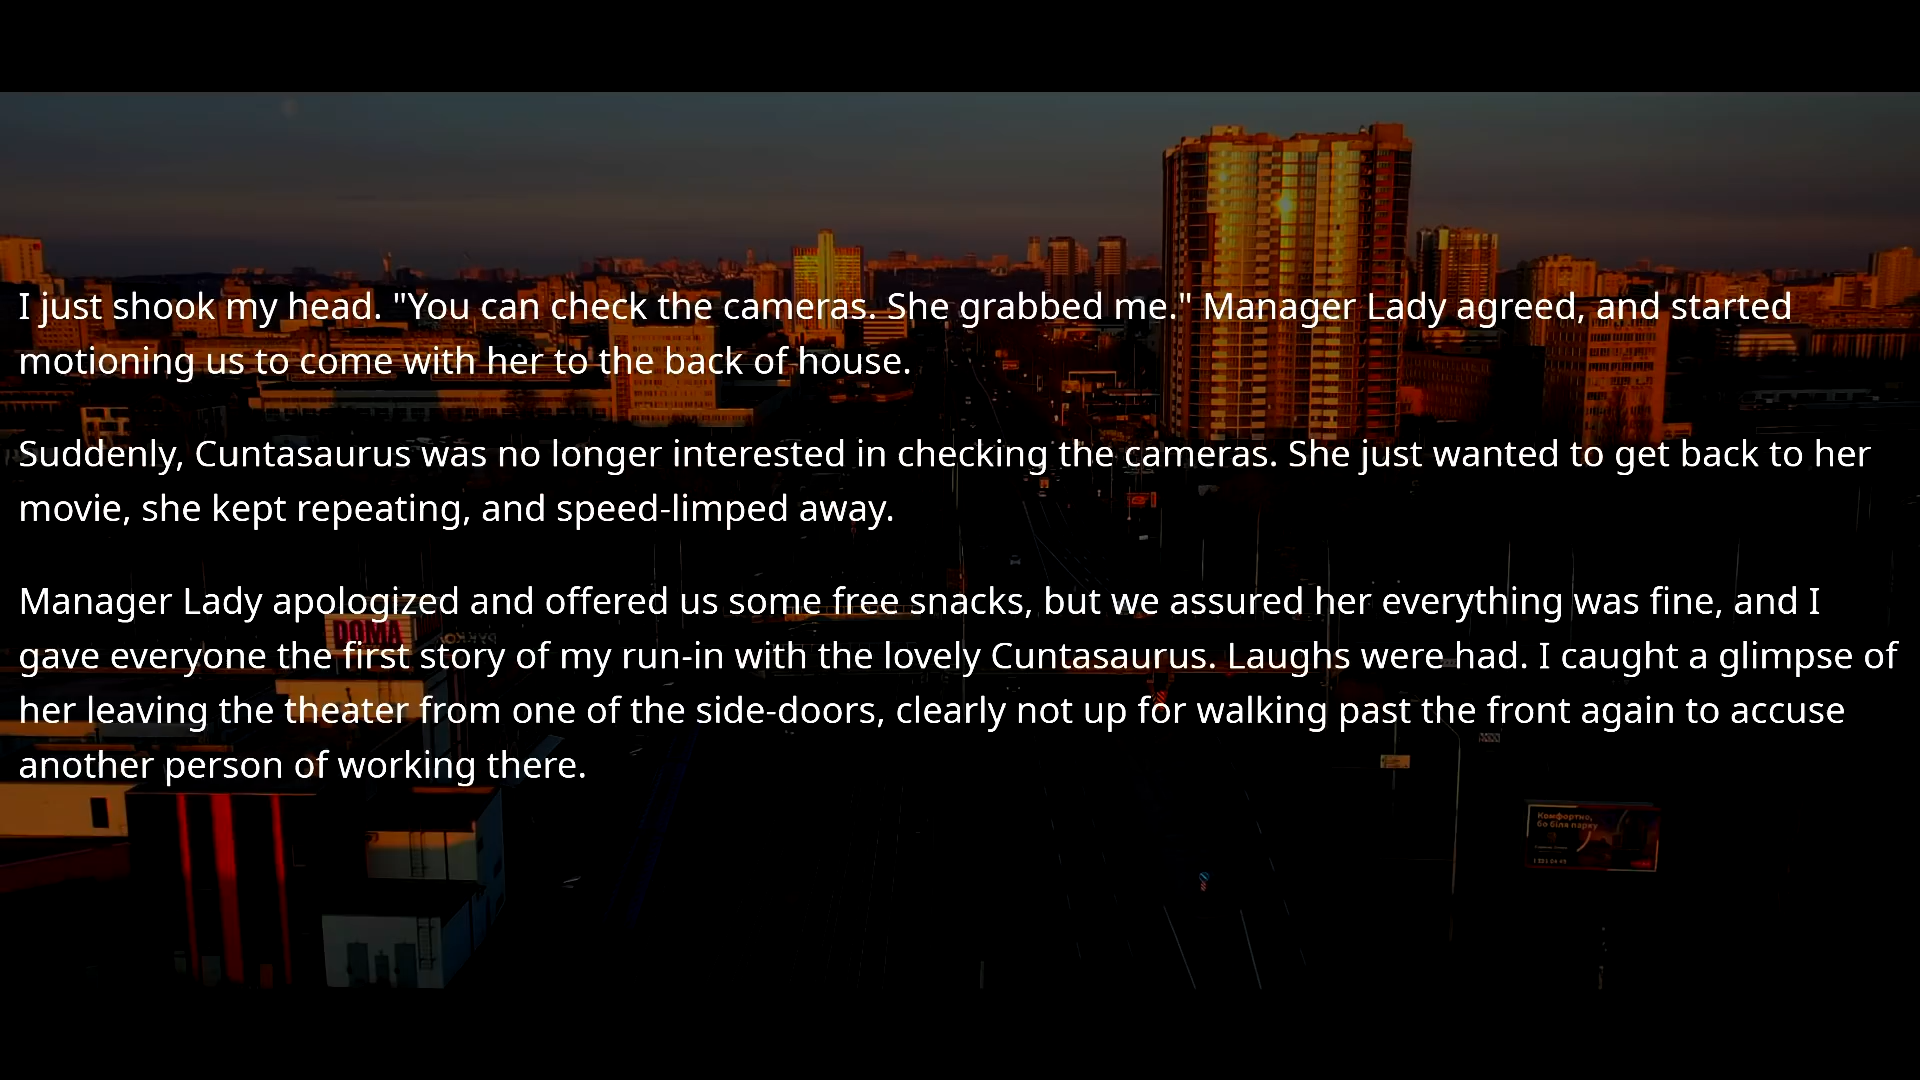 I just shook my head. "You can check the cameras. She grabbed me." Manager Lady agreed, and started
motioning us to come with her to the back of house.
Suddenly, Cuntasaurus was no longer interested in checking the cameras. She just wanted to get back to her
movie, she kept repeating, and speed-limped away.
Manager Lady apologized and offered us some free snacks, but we assured her everything was fine, and I
gave everyone the first story of my run-in with the lovely Cuntasaurus. Laughs were had. I caught a glimpse of
her leaving the theater from one of the side-doors, clearly not up for walking past the front again to accuse
another person of working there.
DOMA
Комфортно,
бо біля парку